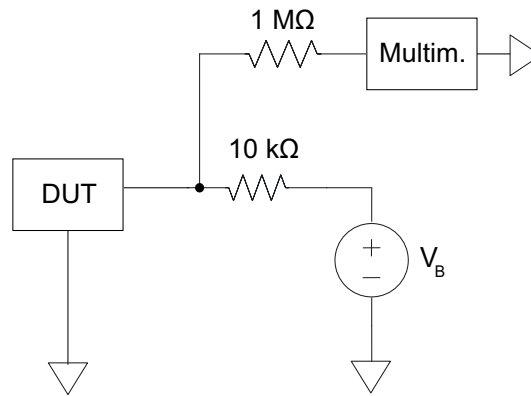 1 MΩ
Multim.
10 kΩ
DUT
+
−
V_B